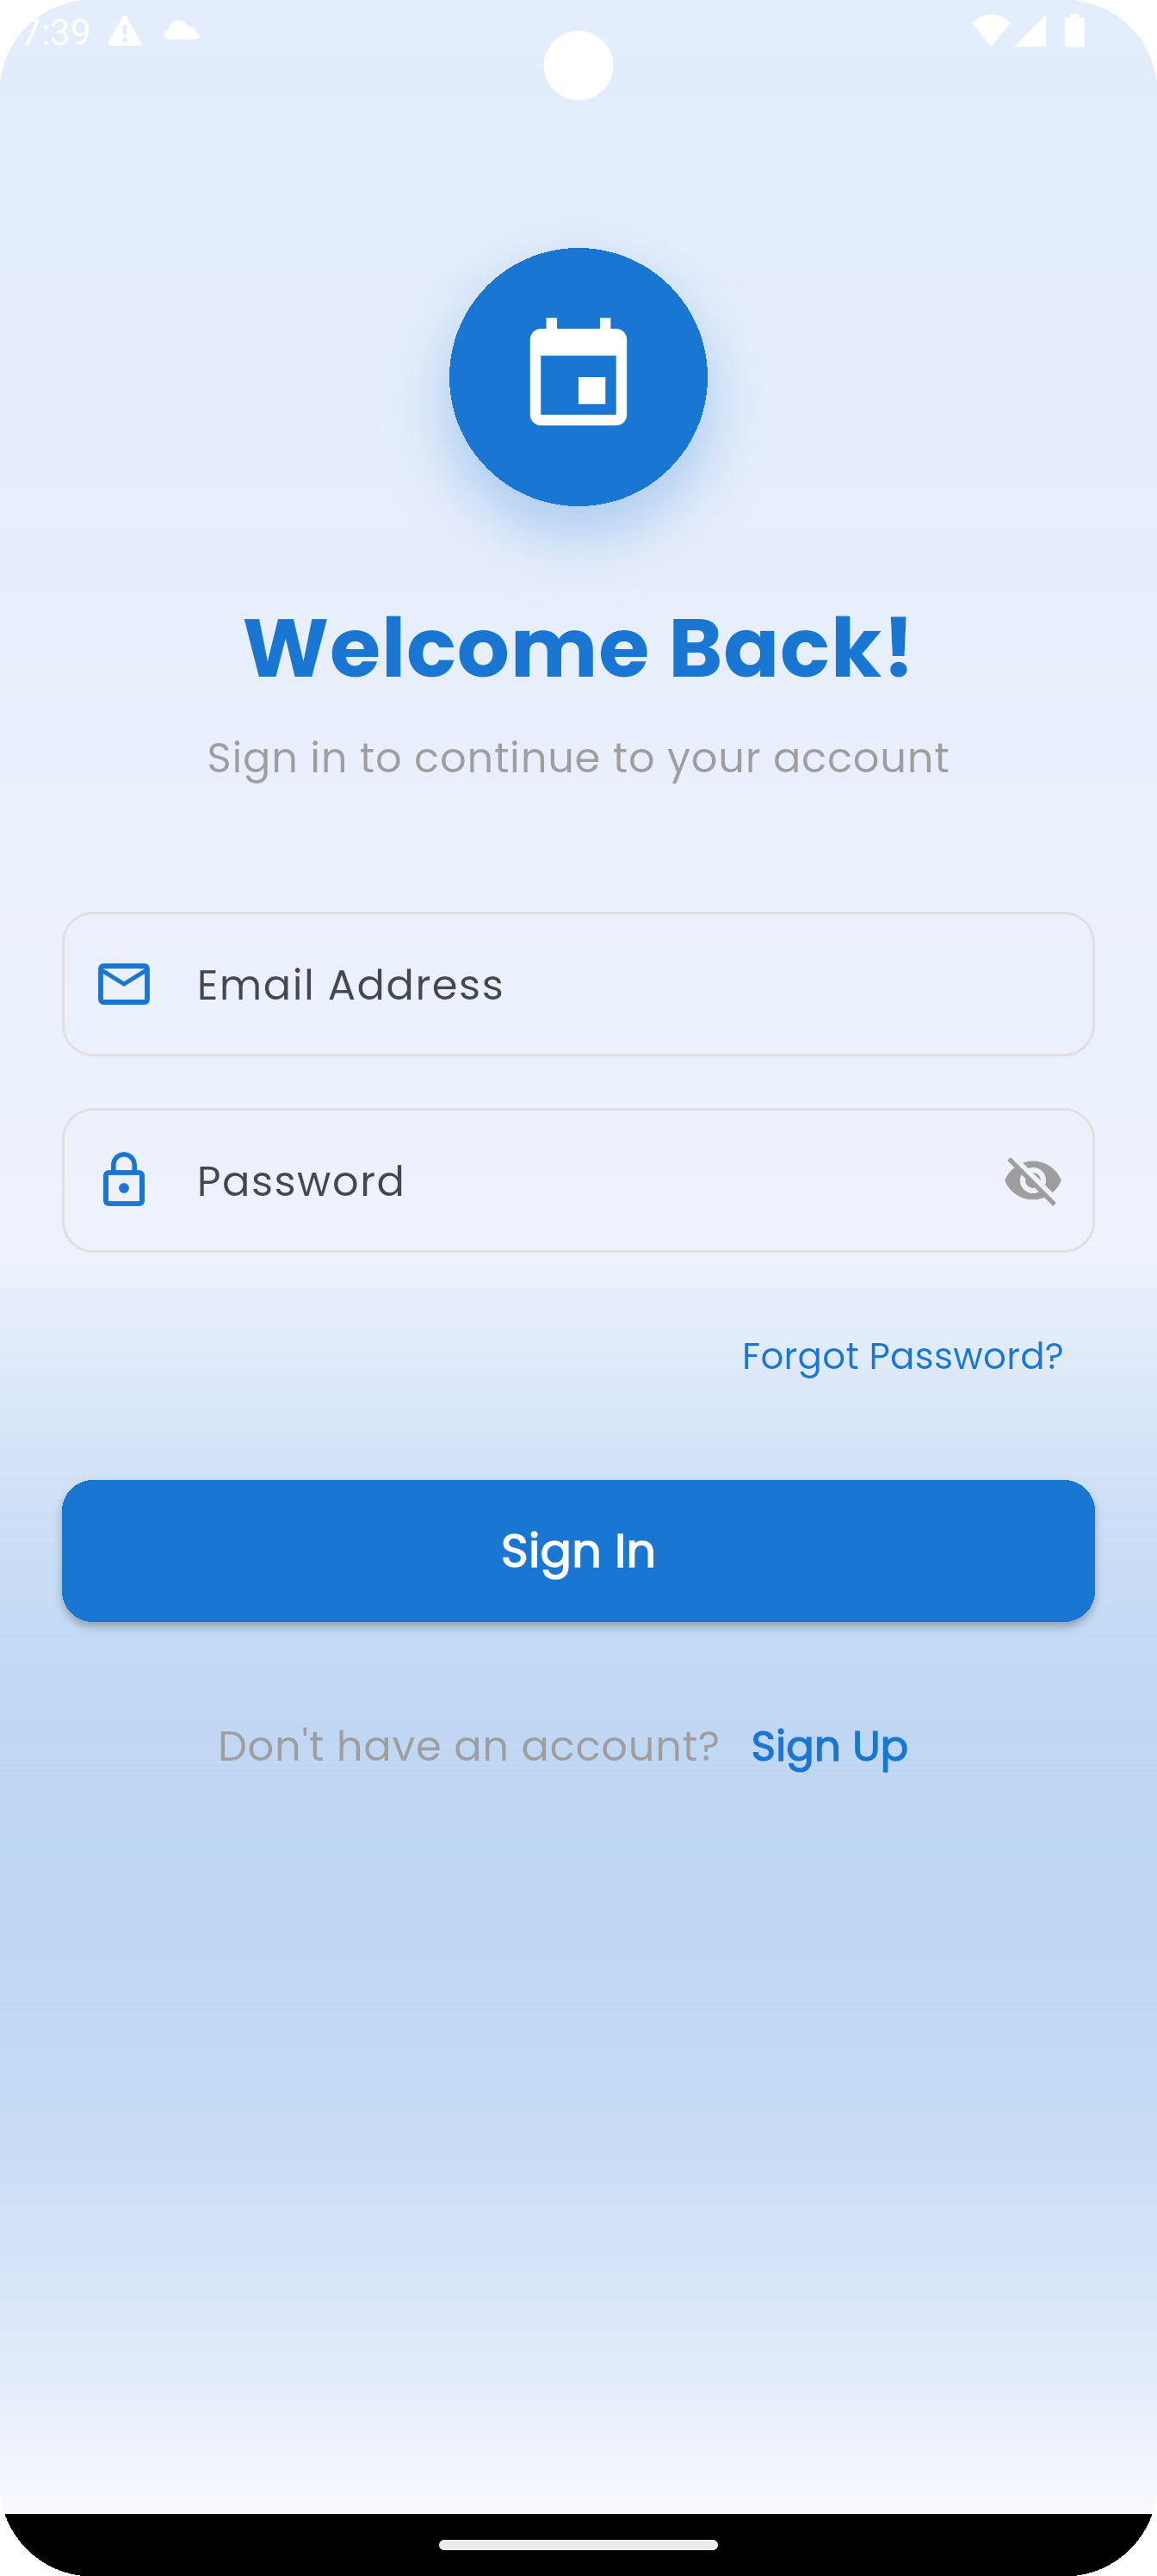 7:39
Welcome Back!
Sign in to continue to your account
Email Address
Password
Forgot Password?
Sign In
Don't have an account? Sign Up